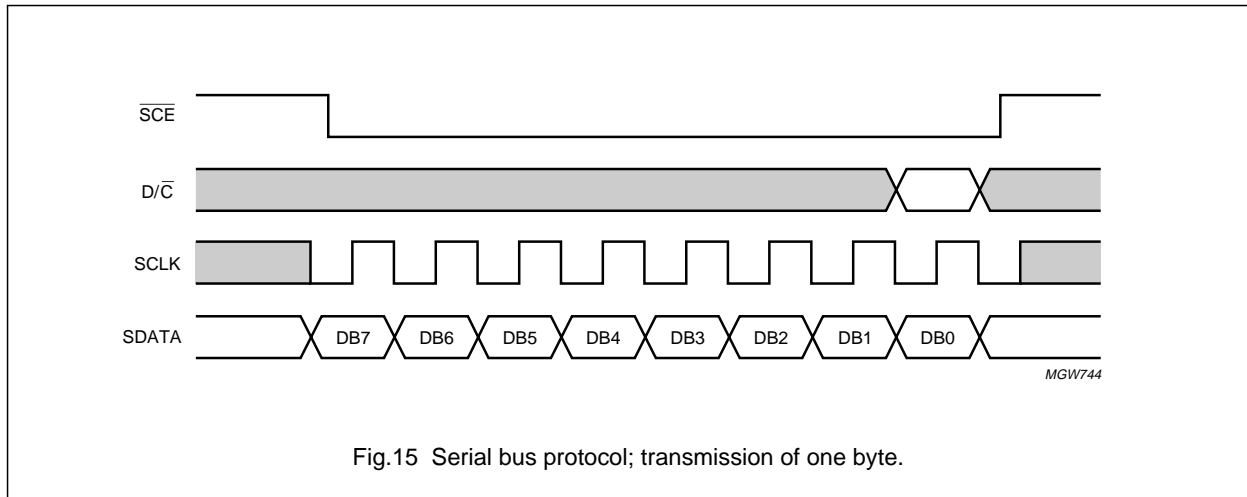 S̅C̅E̅
D/C̅
SCLK
SDATA DB7 DB6 DB5 DB4 DB3 DB2 DB1 DB0
MGW744
Fig.15 Serial bus protocol; transmission of one byte.